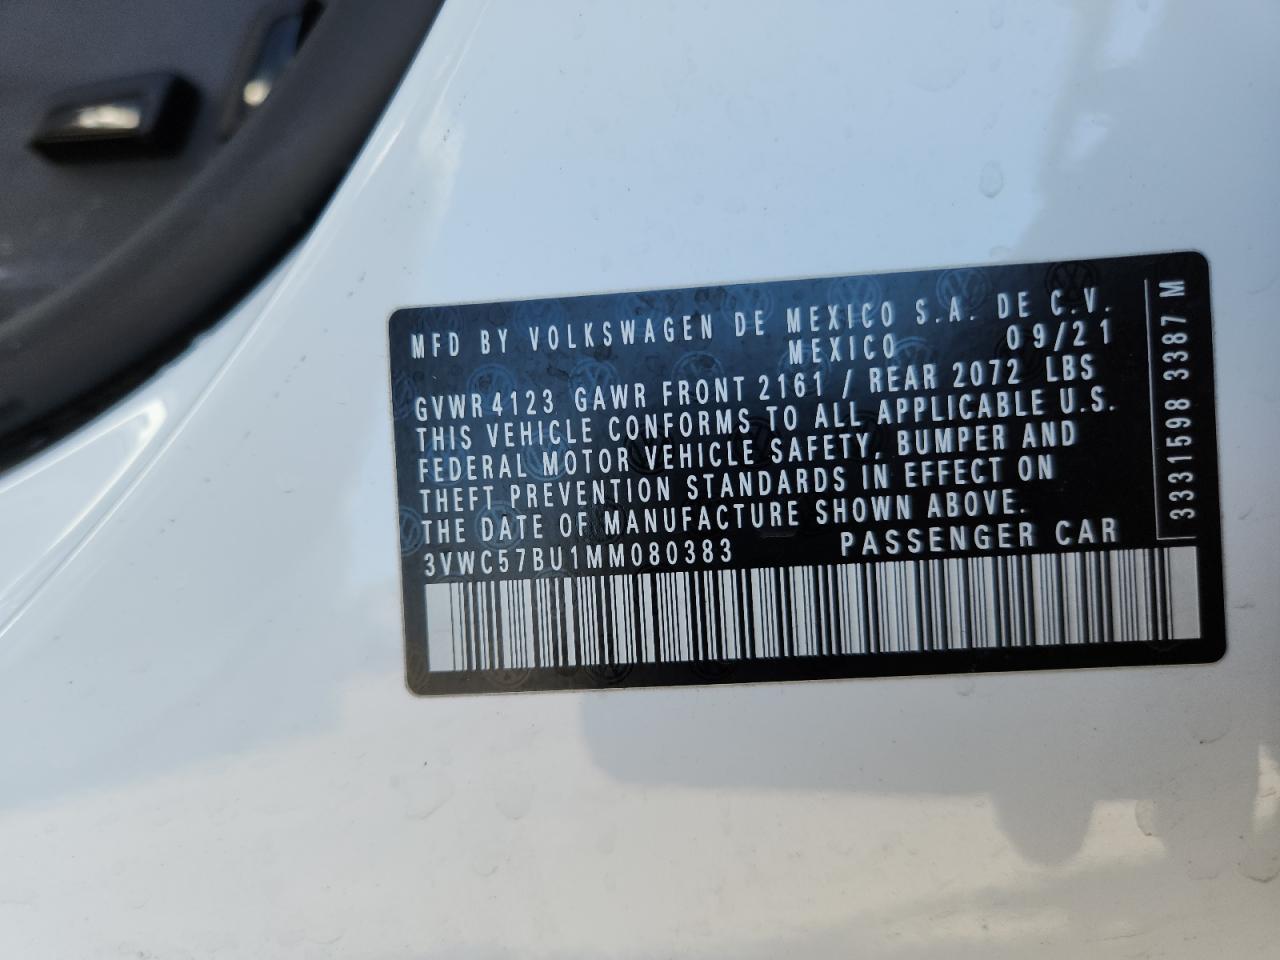 MFD BY VOLKSWAGEN DE MEXICO S.A. DE C.V.
MEXICO 09/21
GVWR 4123 GAWR FRONT 2161 / REAR 2072 LBS
THIS VEHICLE CONFORMS TO ALL APPLICABLE U.S.
FEDERAL MOTOR VEHICLE SAFETY, BUMPER AND
THEFT PREVENTION STANDARDS IN EFFECT ON
THE DATE OF MANUFACTURE SHOWN ABOVE.
3VWC57BU1MM080383 PASSENGER CAR
3331598 3387 M